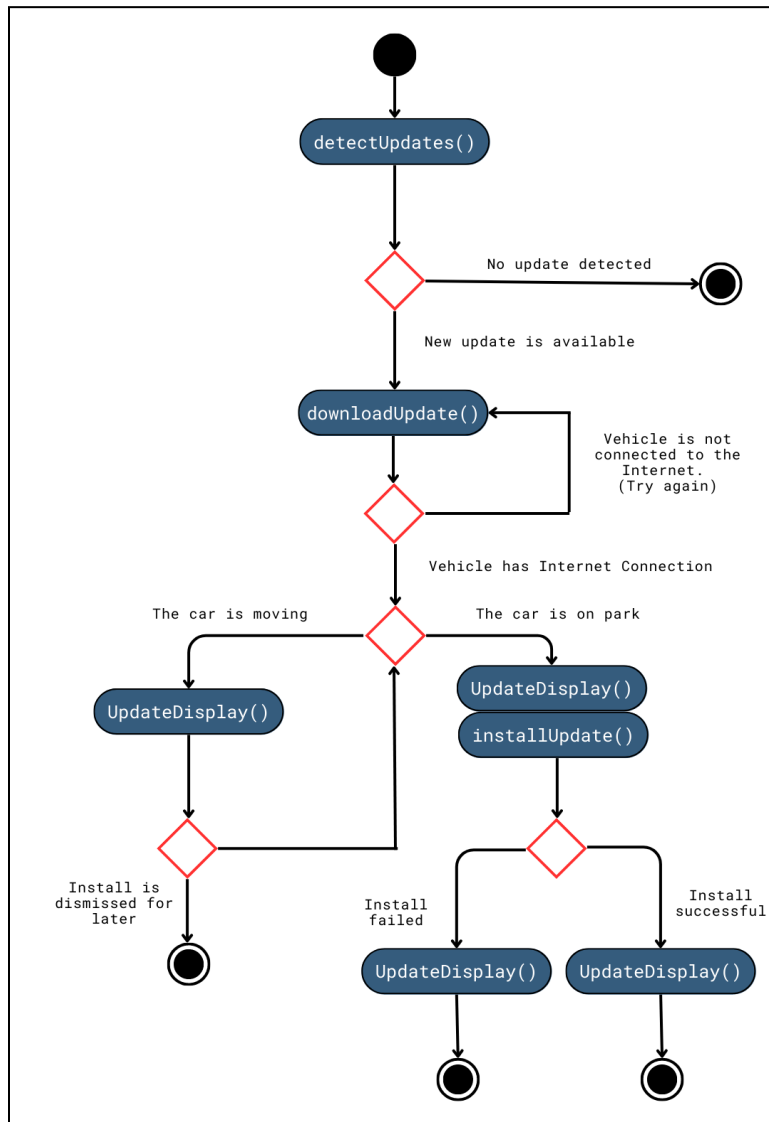 detectUpdates()
No update detected
New update is available
downloadUpdate()
Vehicle is not
connected to the
Internet.
(Try again)
Vehicle has Internet Connection
The car is moving
The car is on park
UpdateDisplay()
UpdateDisplay()
installUpdate()
Install is
dismissed for
later
Install
failed
Install
successful
UpdateDisplay()
UpdateDisplay()